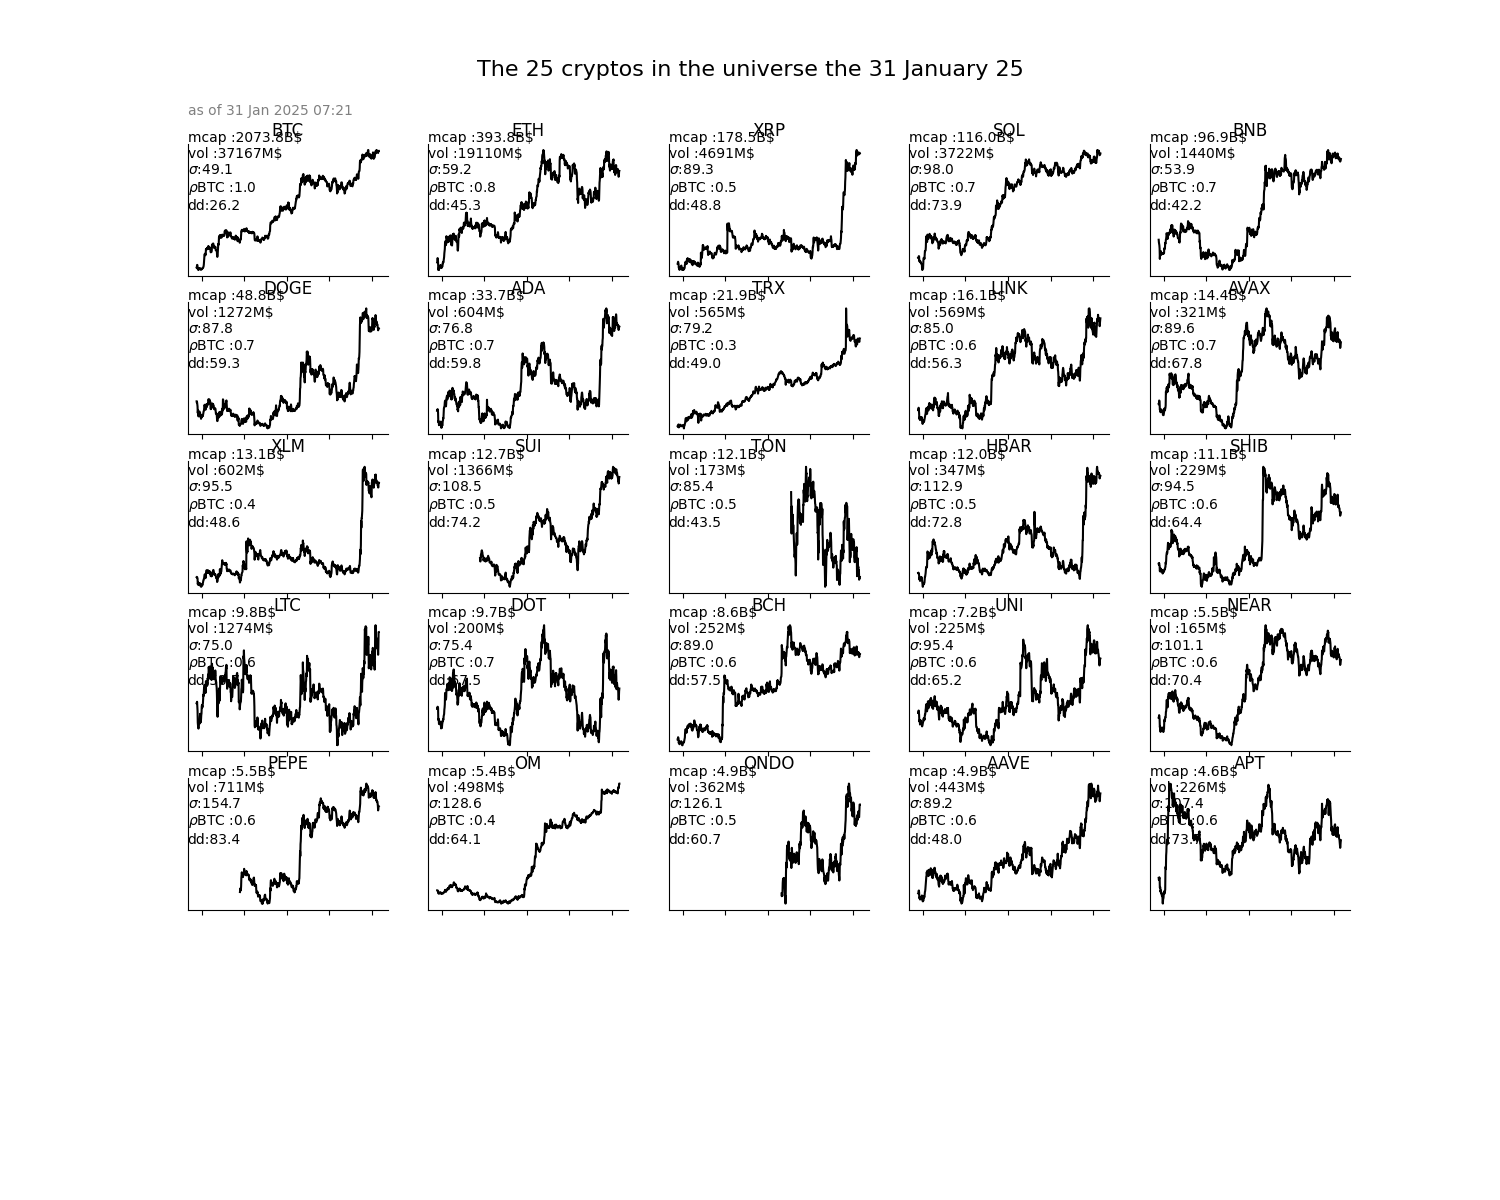 The 25 cryptos in the universe the 31 January 25
as of 31 Jan 2025 07:21
BTC
mcap :2073.8B$
vol :37167M$
σ:49.1
ρBTC :1.0
dd:26.2
ETH
mcap :393.8B$
vol :19110M$
σ:59.2
ρBTC :0.8
dd:45.3
XRP
mcap :178.5B$
vol :4691M$
σ:89.3
ρBTC :0.5
dd:48.8
SOL
mcap :116.0B$
vol :3722M$
σ:98.0
ρBTC :0.7
dd:73.9
BNB
mcap :96.9B$
vol :1440M$
σ:53.9
ρBTC :0.7
dd:42.2
DOGE
mcap :48.8B$
vol :1272M$
σ:87.8
ρBTC :0.7
dd:59.3
ADA
mcap :33.7B$
vol :604M$
σ:76.8
ρBTC :0.7
dd:59.8
TRX
mcap :21.9B$
vol :565M$
σ:79.2
ρBTC :0.3
dd:49.0
LINK
mcap :16.1B$
vol :569M$
σ:85.0
ρBTC :0.6
dd:56.3
AVAX
mcap :14.4B$
vol :321M$
σ:89.6
ρBTC :0.7
dd:67.8
XLM
mcap :13.1B$
vol :602M$
σ:95.5
ρBTC :0.4
dd:48.6
SUI
mcap :12.7B$
vol :1366M$
σ:108.5
ρBTC :0.5
dd:74.2
TON
mcap :12.1B$
vol :173M$
σ:85.4
ρBTC :0.5
dd:43.5
HBAR
mcap :12.0B$
vol :347M$
σ:112.9
ρBTC :0.5
dd:72.8
SHIB
mcap :11.1B$
vol :229M$
σ:94.5
ρBTC :0.6
dd:64.4
LTC
mcap :9.8B$
vol :1274M$
σ:75.0
ρBTC :0.6
DOT
mcap :9.7B$
vol :200M$
σ:75.4
ρBTC :0.7
dd:67.5
BCH
mcap :8.6B$
vol :252M$
σ:89.0
ρBTC :0.6
dd:57.5
UNI
mcap :7.2B$
vol :225M$
σ:95.4
ρBTC :0.6
dd:65.2
NEAR
mcap :5.5B$
vol :165M$
σ:101.1
ρBTC :0.6
dd:70.4
PEPE
mcap :5.5B$
vol :711M$
σ:154.7
ρBTC :0.6
dd:83.4
OM
mcap :5.4B$
vol :498M$
σ:128.6
ρBTC :0.4
dd:64.1
ONDO
mcap :4.9B$
vol :362M$
σ:126.1
ρBTC :0.5
dd:60.7
AAVE
mcap :4.9B$
vol :443M$
σ:89.2
ρBTC :0.6
dd:48.0
APT
mcap :4.6B$
vol :226M$
σ:107.4
ρBTC :0.6